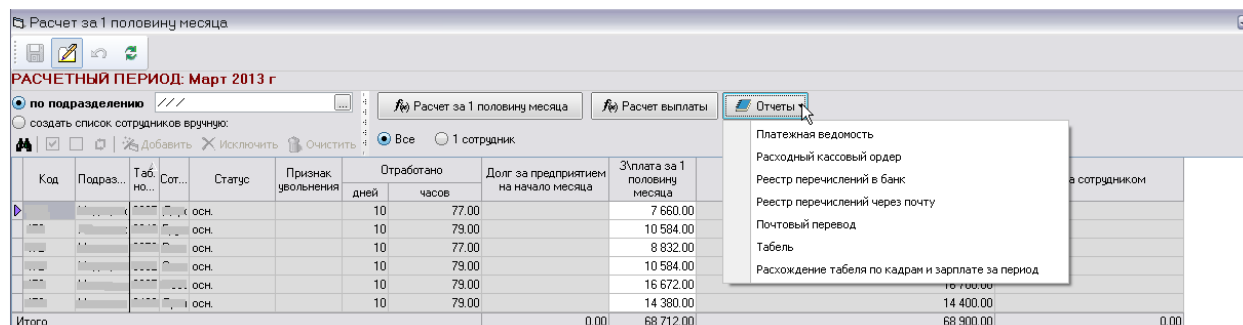 Расчет за 1 половину месяца
РАСЧЕТНЫЙ ПЕРИОД: Март 2013 г
по подразделению ///
...
f(x) Расчет за 1 половину месяца
f(x) Расчет выплаты
Отчеты
создать список сотрудников вручную:
Добавить Исключить Очистить
Все 1 сотрудник
Платежная ведомость
Расходный кассовый ордер
Реестр перечислений в банк
Реестр перечислений через почту
Почтовый перевод
Табель
Расхождение табеля по кадрам и зарплате за период
Код Подраз... Таб. но... Сот... Статус Признак увольнения Отработано дней часов Долг за предприятием на начало месяца З\плата за 1 половину месяца а сотрудником
осн. 10 77.00 7 660.00
осн. 10 79.00 10 584.00
осн. 10 77.00 8 832.00
осн. 10 79.00 10 584.00
осн. 10 79.00 16 672.00 16 700.00
осн. 10 79.00 14 380.00 14 400.00
Итого 0.00 68 712.00 68 900.00 0.00